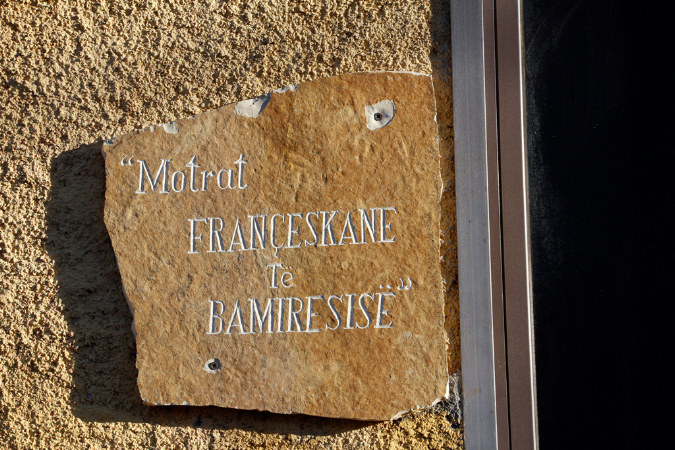 “Motrat
FRANÇESKANE
Të
BAMIRESISË”